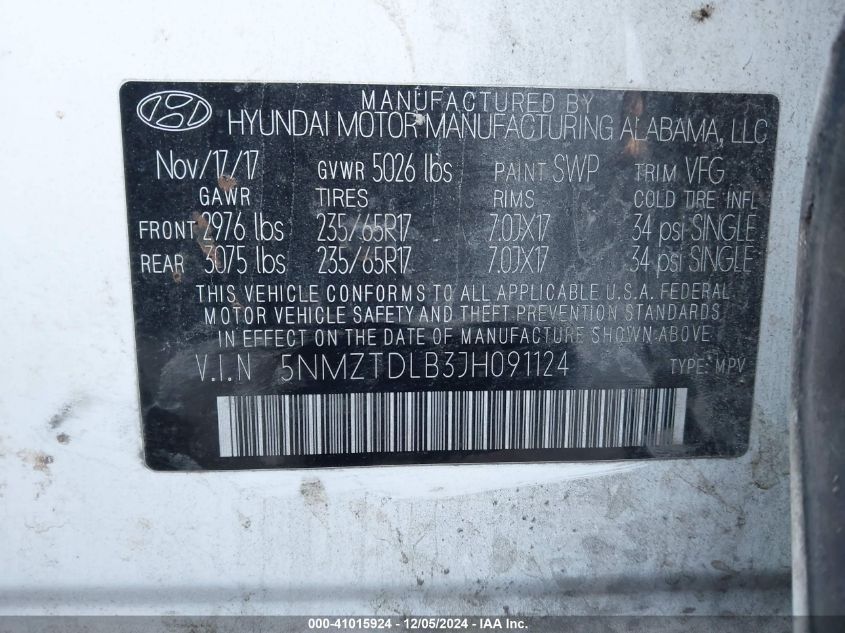 MANUFACTURED BY
HYUNDAI MOTOR MANUFACTURING ALABAMA, LLC
Nov/17/17 GVWR 5026 lbs PAINT SWP TRIM VFG
GAWR TIRES RIMS COLD TIRE INFL
FRONT 2976 lbs 235/65R17 7.0JX17 34 psi SINGLE
REAR 3075 lbs 235/65R17 7.0JX17 34 psi SINGLE
THIS VEHICLE CONFORMS TO ALL APPLICABLE U.S.A. FEDERAL
MOTOR VEHICLE SAFETY AND THEFT PREVENTION STANDARDS
IN EFFECT ON THE DATE OF MANUFACTURE SHOWN ABOVE.
V.I.N 5NMZTDLB3JH091124 TYPE: MPV
000-41015924 - 12/05/2024 - IAAI.COM